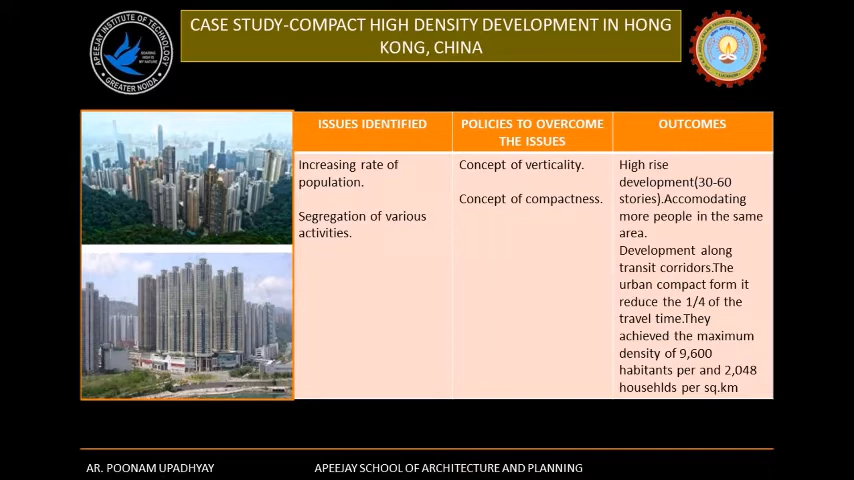 CASE STUDY-COMPACT HIGH DENSITY DEVELOPMENT IN HONG
KONG, CHINA
APEEJAY INSTITUTE OF TECHNOLOGY
GREATER NOIDA
ISSUES IDENTIFIED
POLICIES TO OVERCOME
THE ISSUES
OUTCOMES
Increasing rate of
population.
Segregation of various
activities.
Concept of verticality.
Concept of compactness.
High rise
development(30-60
stories).Accomodating
more people in the same
area.
Development along
transit corridors.The
urban compact form it
reduce the 1/4 of the
travel time.They
achieved the maximum
density of 9,600
habitants per and 2,048
househlds per sq.km
AR. POONAM UPADHYAY
APEEJAY SCHOOL OF ARCHITECTURE AND PLANNING